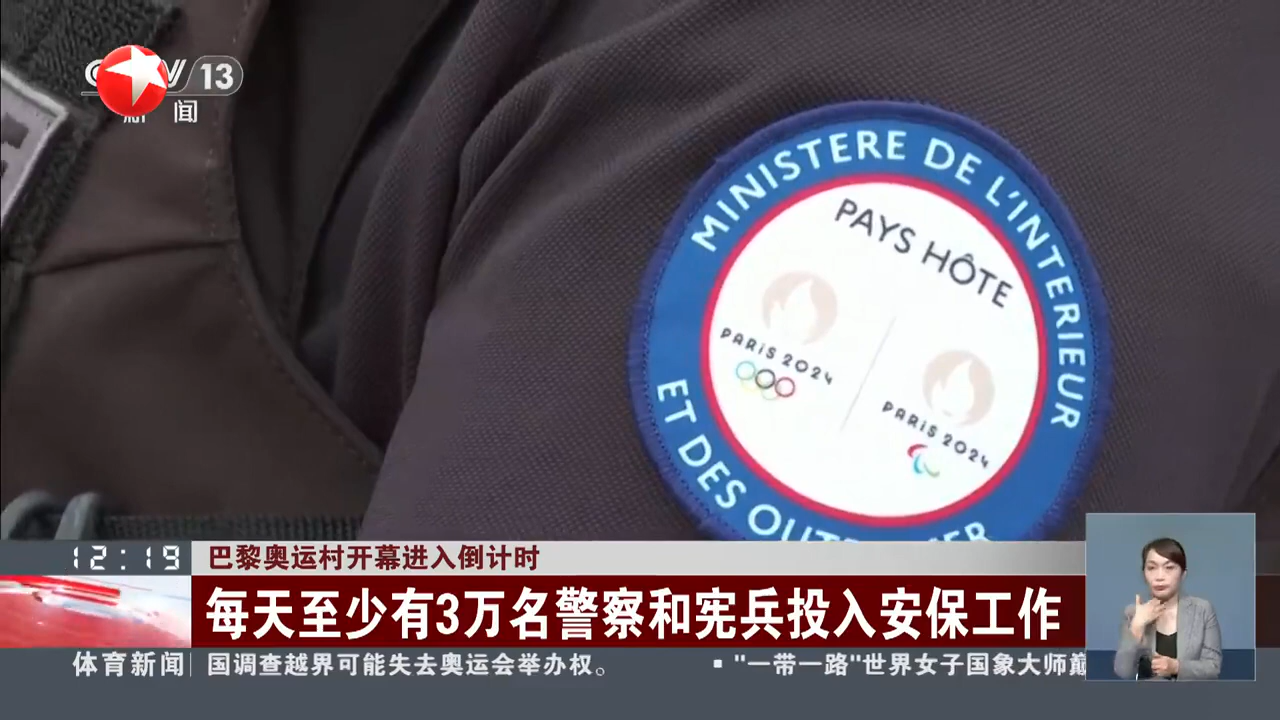 13
新闻
MINISTERE DE L'INTERIEUR
PAYS HÔTE
PARIS 2024
PARIS 2024
ET DES
12:19
巴黎奥运村开幕进入倒计时
每天至少有3万名警察和宪兵投入安保工作
体育新闻
国调查越界可能失去奥运会举办权。 ▪ "一带一路"世界女子国象大师巅